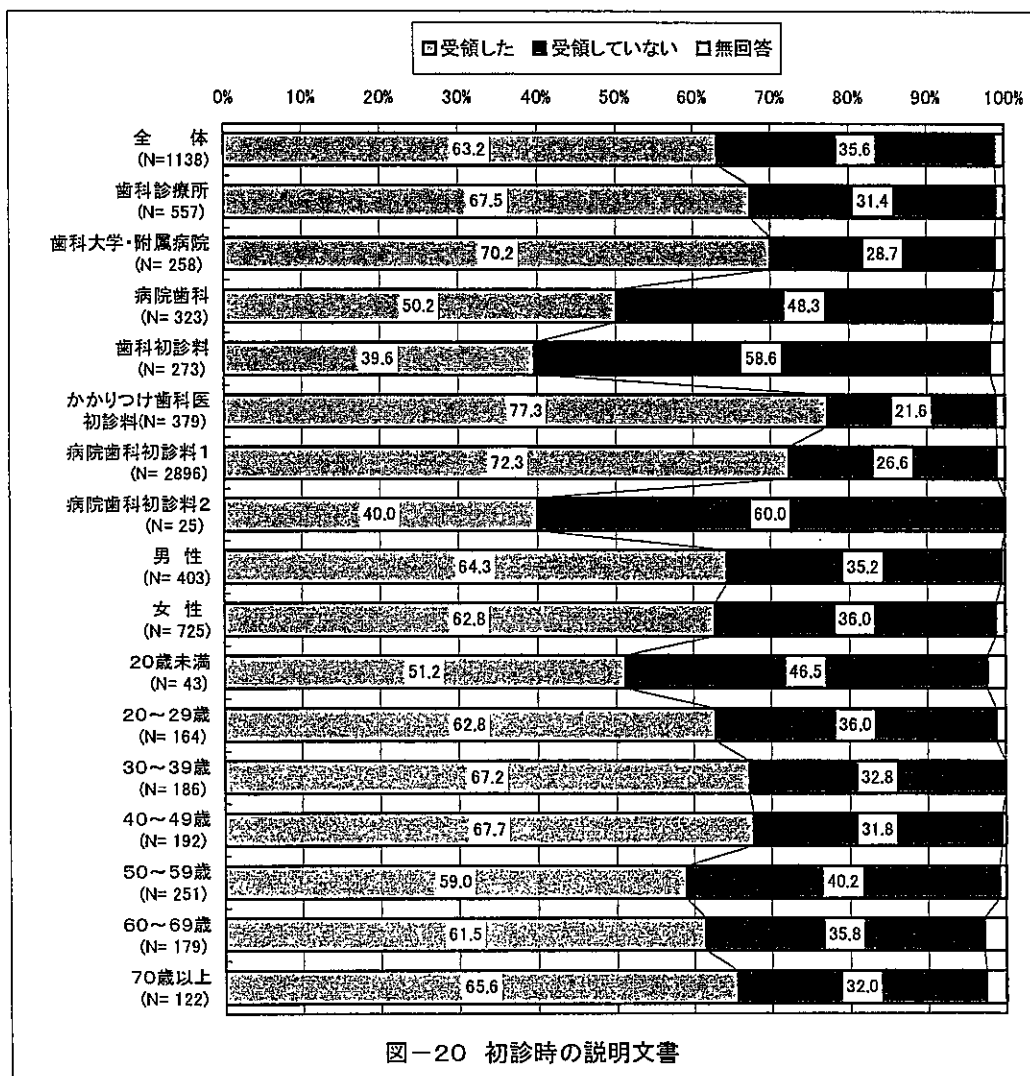 受領した 受領していない 無回答
0% 10% 20% 30% 40% 50% 60% 70% 80% 90% 100%
全 体
(N=1138)
63.2 35.6
歯科診療所
(N= 557)
67.5 31.4
歯科大学・附属病院
(N= 258)
70.2 28.7
病院歯科
(N= 323)
50.2 48.3
歯科初診料
(N= 273)
39.6 58.6
かかりつけ歯科医
初診料(N= 379)
77.3 21.6
病院歯科初診料1
(N= 2896)
72.3 26.6
病院歯科初診料2
(N= 25)
40.0 60.0
男 性
(N= 403)
64.3 35.2
女 性
(N= 725)
62.8 36.0
20歳未満
(N= 43)
51.2 46.5
20～29歳
(N= 164)
62.8 36.0
30～39歳
(N= 186)
67.2 32.8
40～49歳
(N= 192)
67.7 31.8
50～59歳
(N= 251)
59.0 40.2
60～69歳
(N= 179)
61.5 35.8
70歳以上
(N= 122)
65.6 32.0
図－20 初診時の説明文書